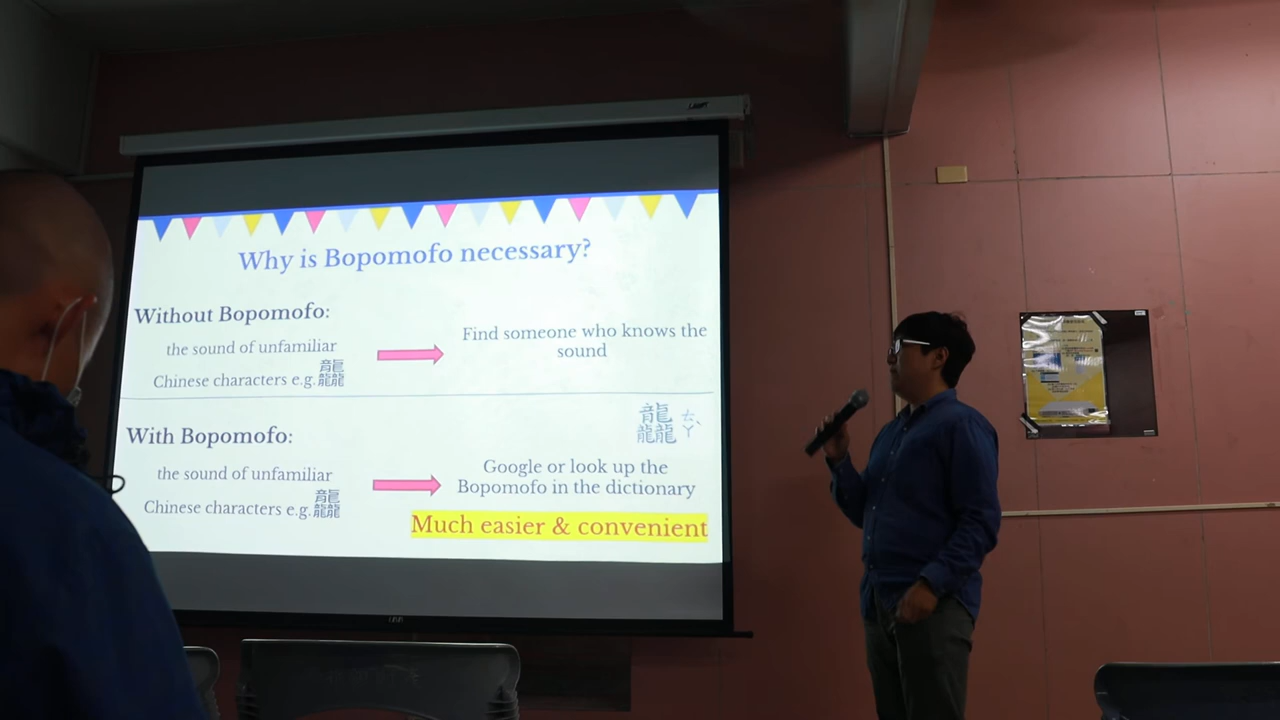 Why is Bopomofo necessary?
Without Bopomofo:
the sound of unfamiliar
Chinese characters e.g.龘
Find someone who knows the
sound
With Bopomofo:
the sound of unfamiliar
Chinese characters e.g.龘
龘 ㄊㄚˋ
Google or look up the
Bopomofo in the dictionary
Much easier & convenient